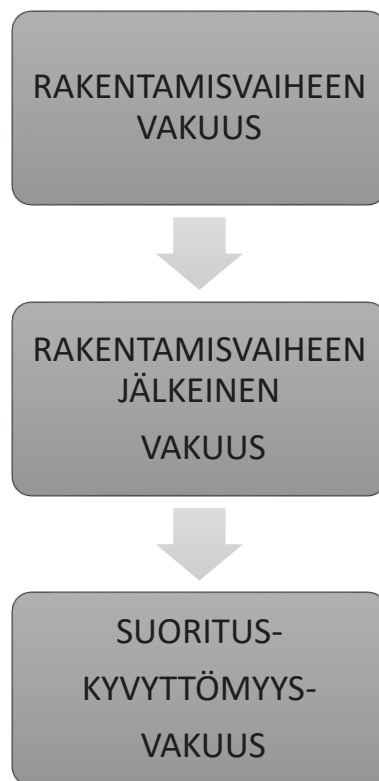 RAKENTAMISVAIHEEN
VAKUUS
RAKENTAMISVAIHEEN
JÄLKEINEN
VAKUUS
SUORITUS-
KYVYTTÖMYYS-
VAKUUS